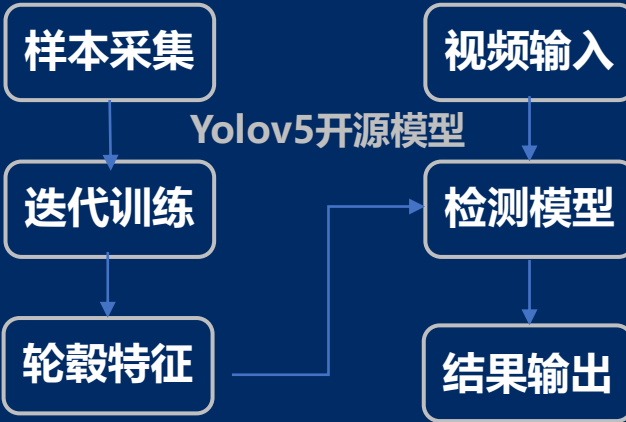 样本采集
视频输入
Yolov5开源模型
迭代训练
检测模型
轮毂特征
结果输出